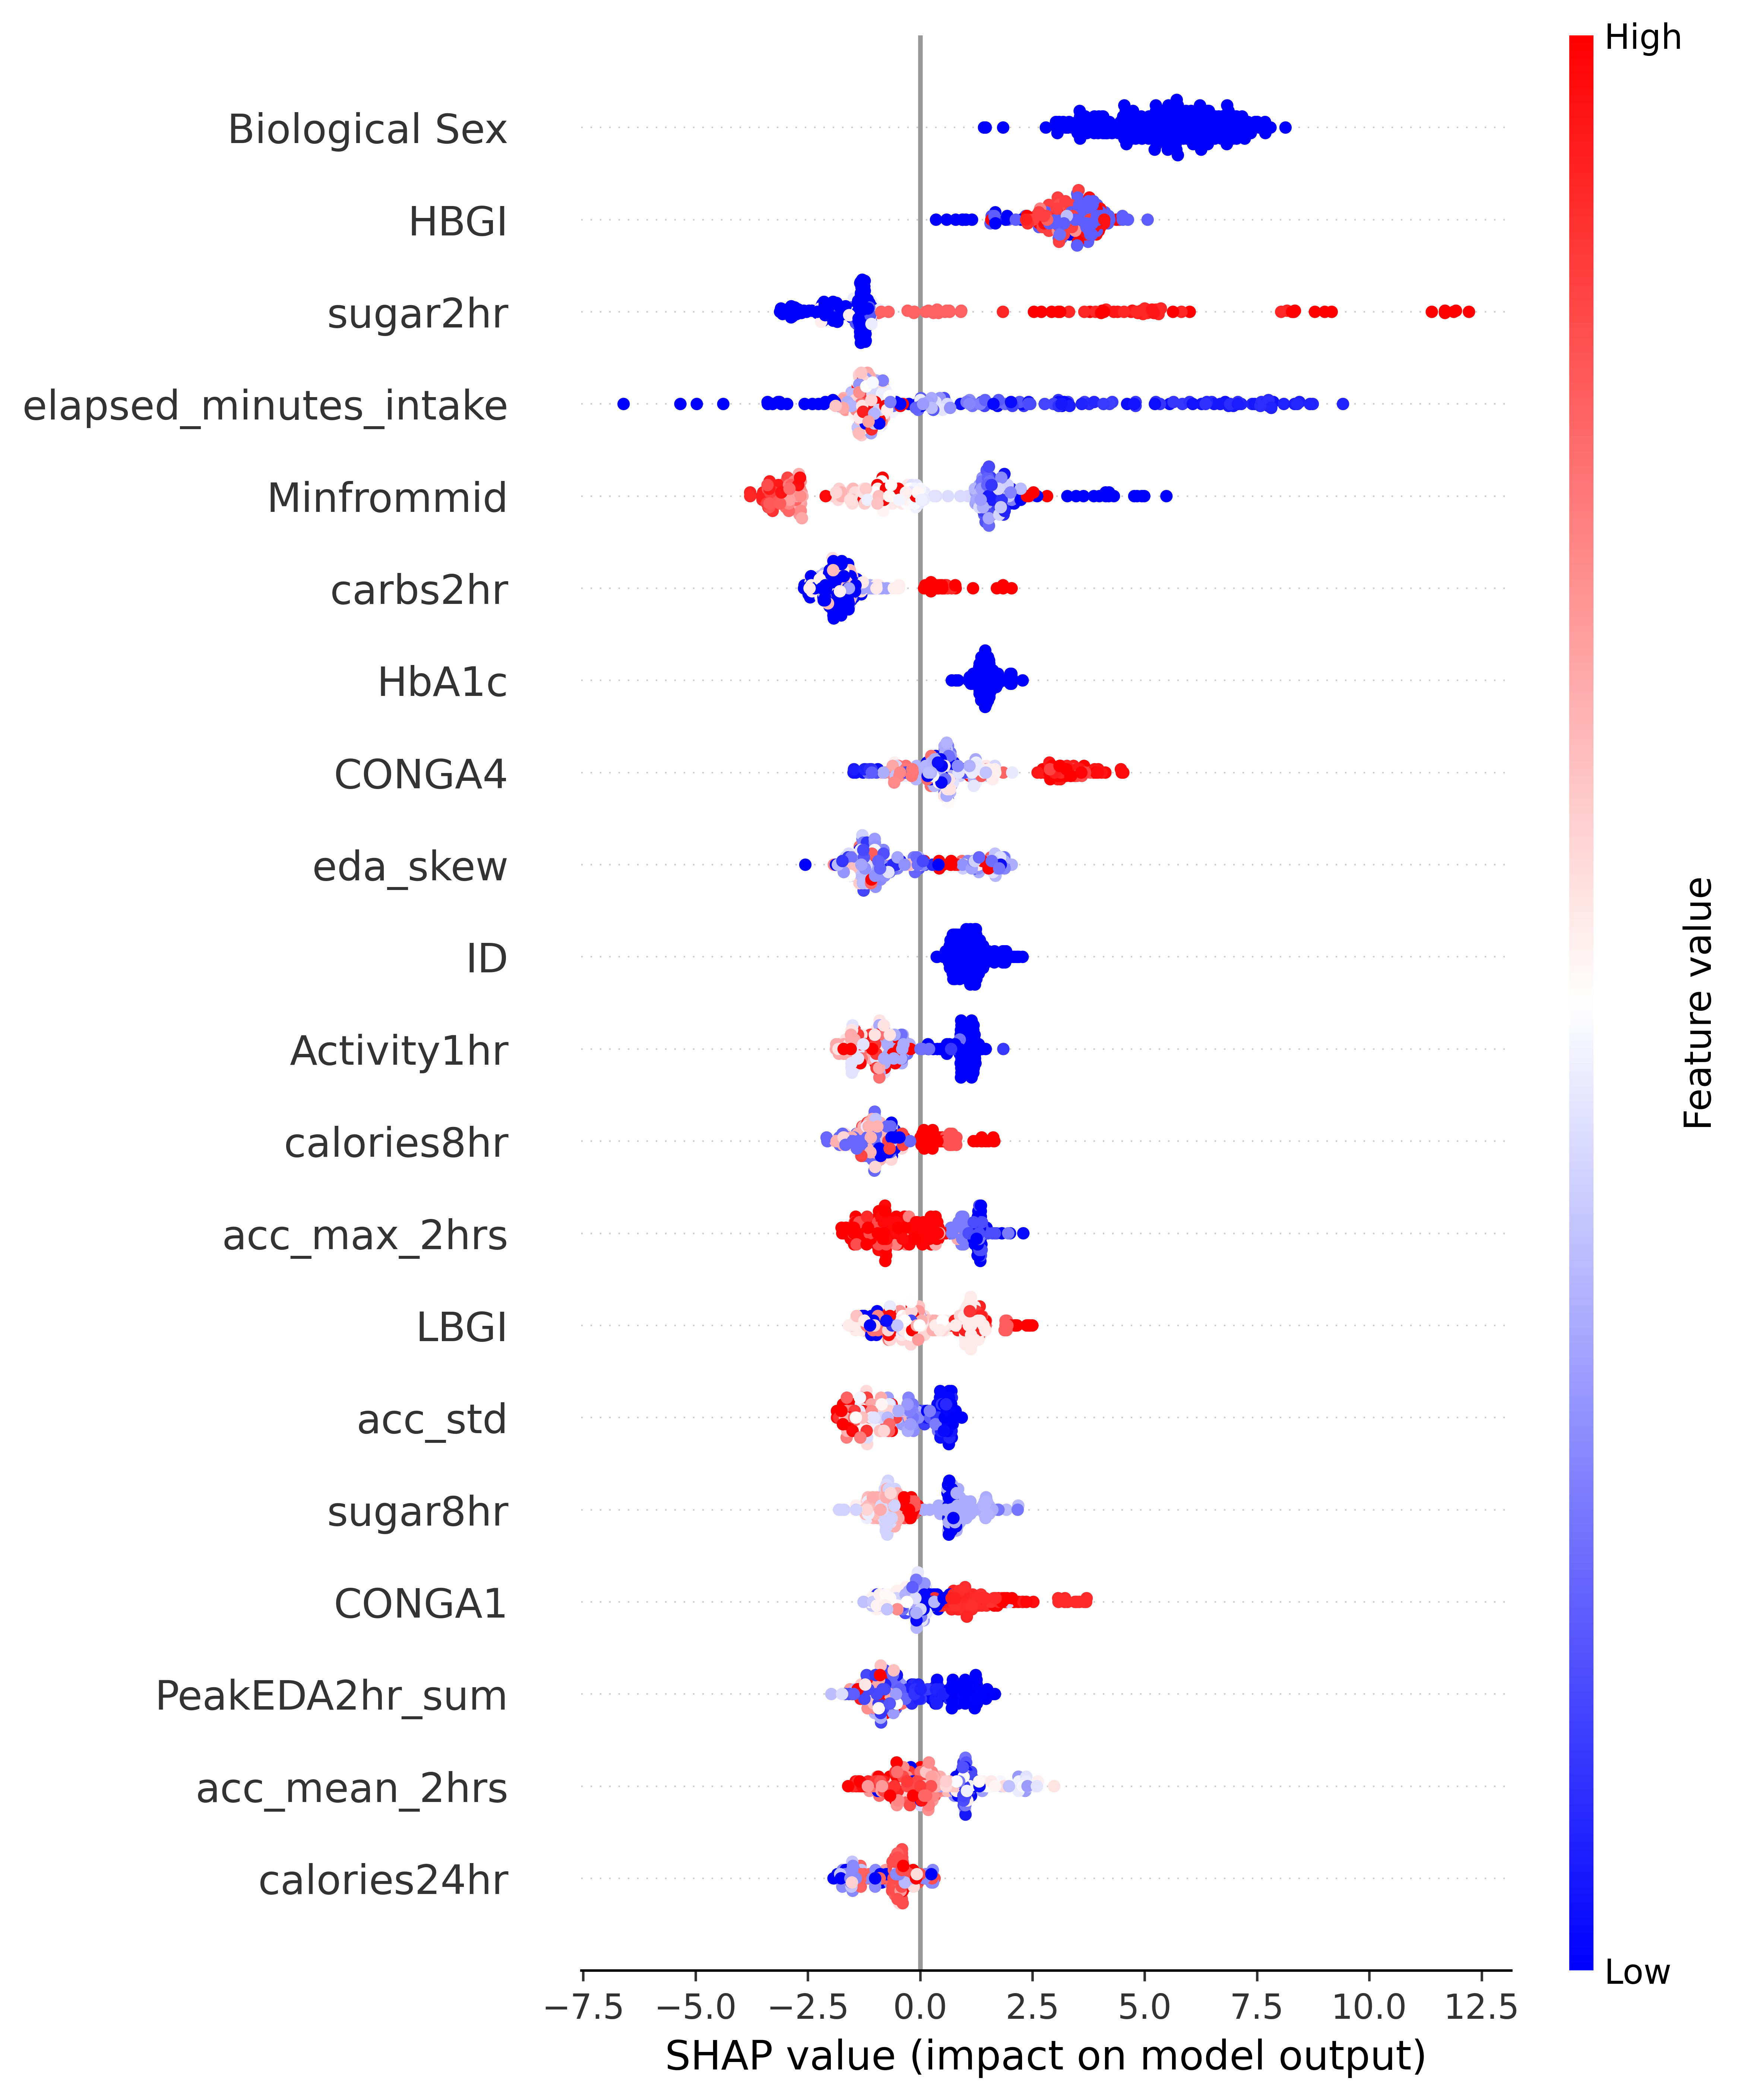 High
Biological Sex
HBGI
sugar2hr
elapsed_minutes_intake
Minfrommid
carbs2hr
HbA1c
CONGA4
eda_skew
ID
Activity1hr
calories8hr
acc_max_2hrs
LBGI
acc_std
sugar8hr
CONGA1
PeakEDA2hr_sum
acc_mean_2hrs
calories24hr
Feature value
Low
−7.5 −5.0 −2.5 0.0 2.5 5.0 7.5 10.0 12.5
SHAP value (impact on model output)